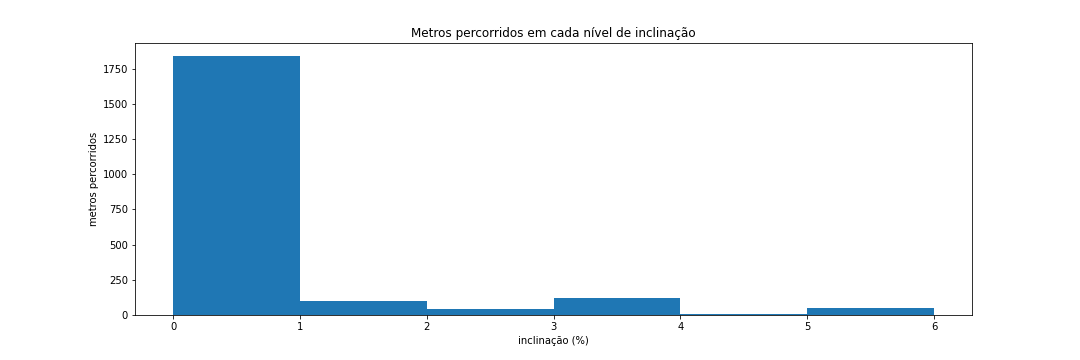 Metros percorridos em cada nível de inclinação
metros percorridos
1750
1500
1250
1000
750
500
250
0
0 1 2 3 4 5 6
inclinação (%)